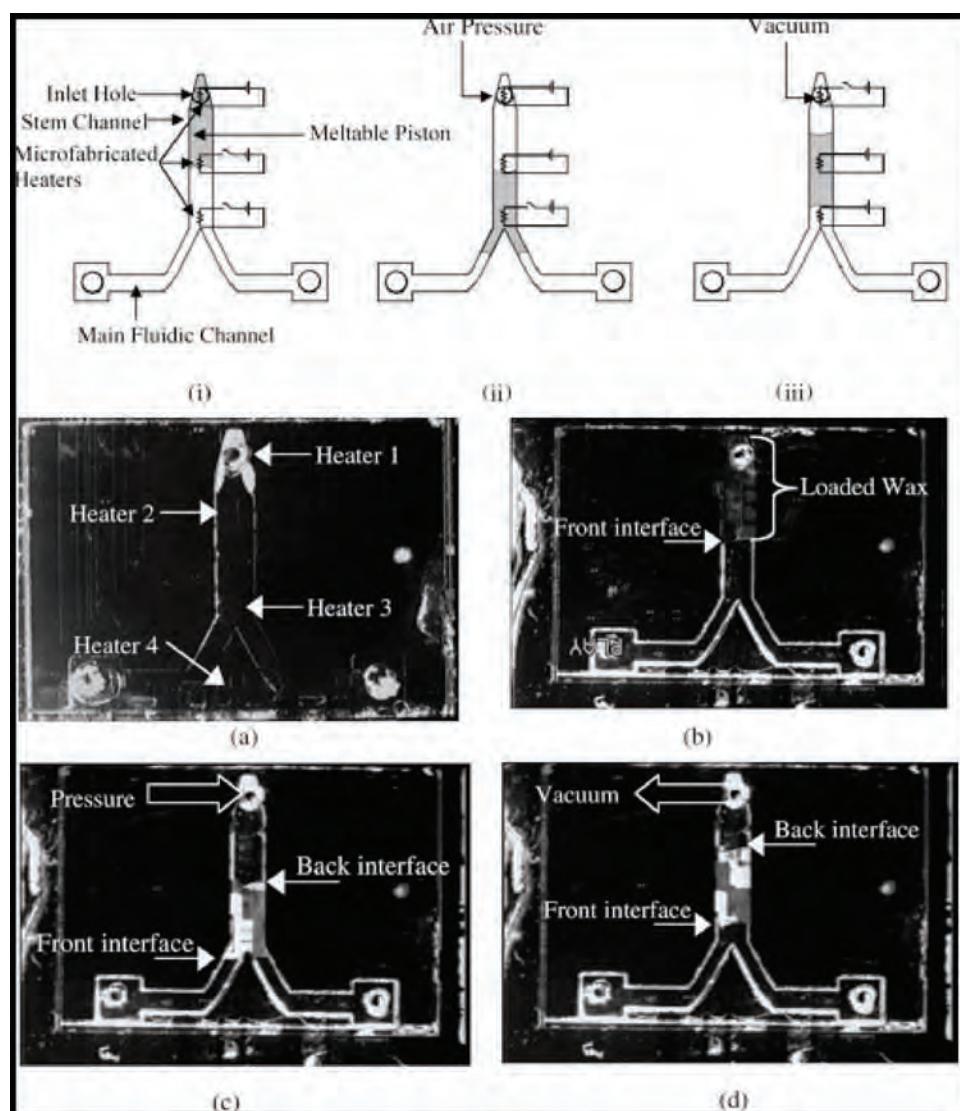 Air Pressure
Vacuum
Inlet Hole
Stem Channel
Meltable Piston
Microfabricated
Heaters
Main Fluidic Channel
(i)
(ii)
(iii)
Heater 1
Heater 2
Heater 3
Heater 4
(a)
Loaded Wax
Front interface
(b)
Pressure
Back interface
Front interface
(c)
Vacuum
Back interface
Front interface
(d)